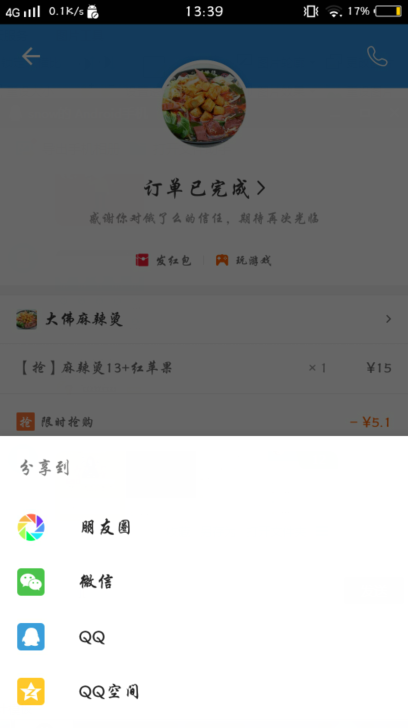 4G 0.1K/s 13:39 17%
订单已完成
感谢你对饿了么的信任，期待再次光临
发红包 玩游戏
大佛麻辣烫
【抢】麻辣烫13+红苹果 ×1 ¥15
抢 限时抢购 -¥5.1
分享到
朋友圈
微信
QQ
QQ空间